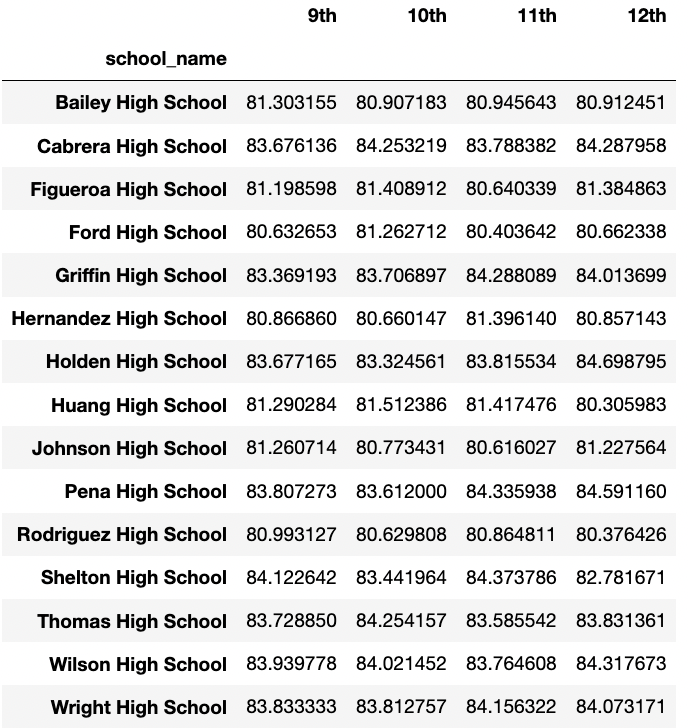 9th 10th 11th 12th
school_name
Bailey High School 81.303155 80.907183 80.945643 80.912451
Cabrera High School 83.676136 84.253219 83.788382 84.287958
Figueroa High School 81.198598 81.408912 80.640339 81.384863
Ford High School 80.632653 81.262712 80.403642 80.662338
Griffin High School 83.369193 83.706897 84.288089 84.013699
Hernandez High School 80.866860 80.660147 81.396140 80.857143
Holden High School 83.677165 83.324561 83.815534 84.698795
Huang High School 81.290284 81.512386 81.417476 80.305983
Johnson High School 81.260714 80.773431 80.616027 81.227564
Pena High School 83.807273 83.612000 84.335938 84.591160
Rodriguez High School 80.993127 80.629808 80.864811 80.376426
Shelton High School 84.122642 83.441964 84.373786 82.781671
Thomas High School 83.728850 84.254157 83.585542 83.831361
Wilson High School 83.939778 84.021452 83.764608 84.317673
Wright High School 83.833333 83.812757 84.156322 84.073171